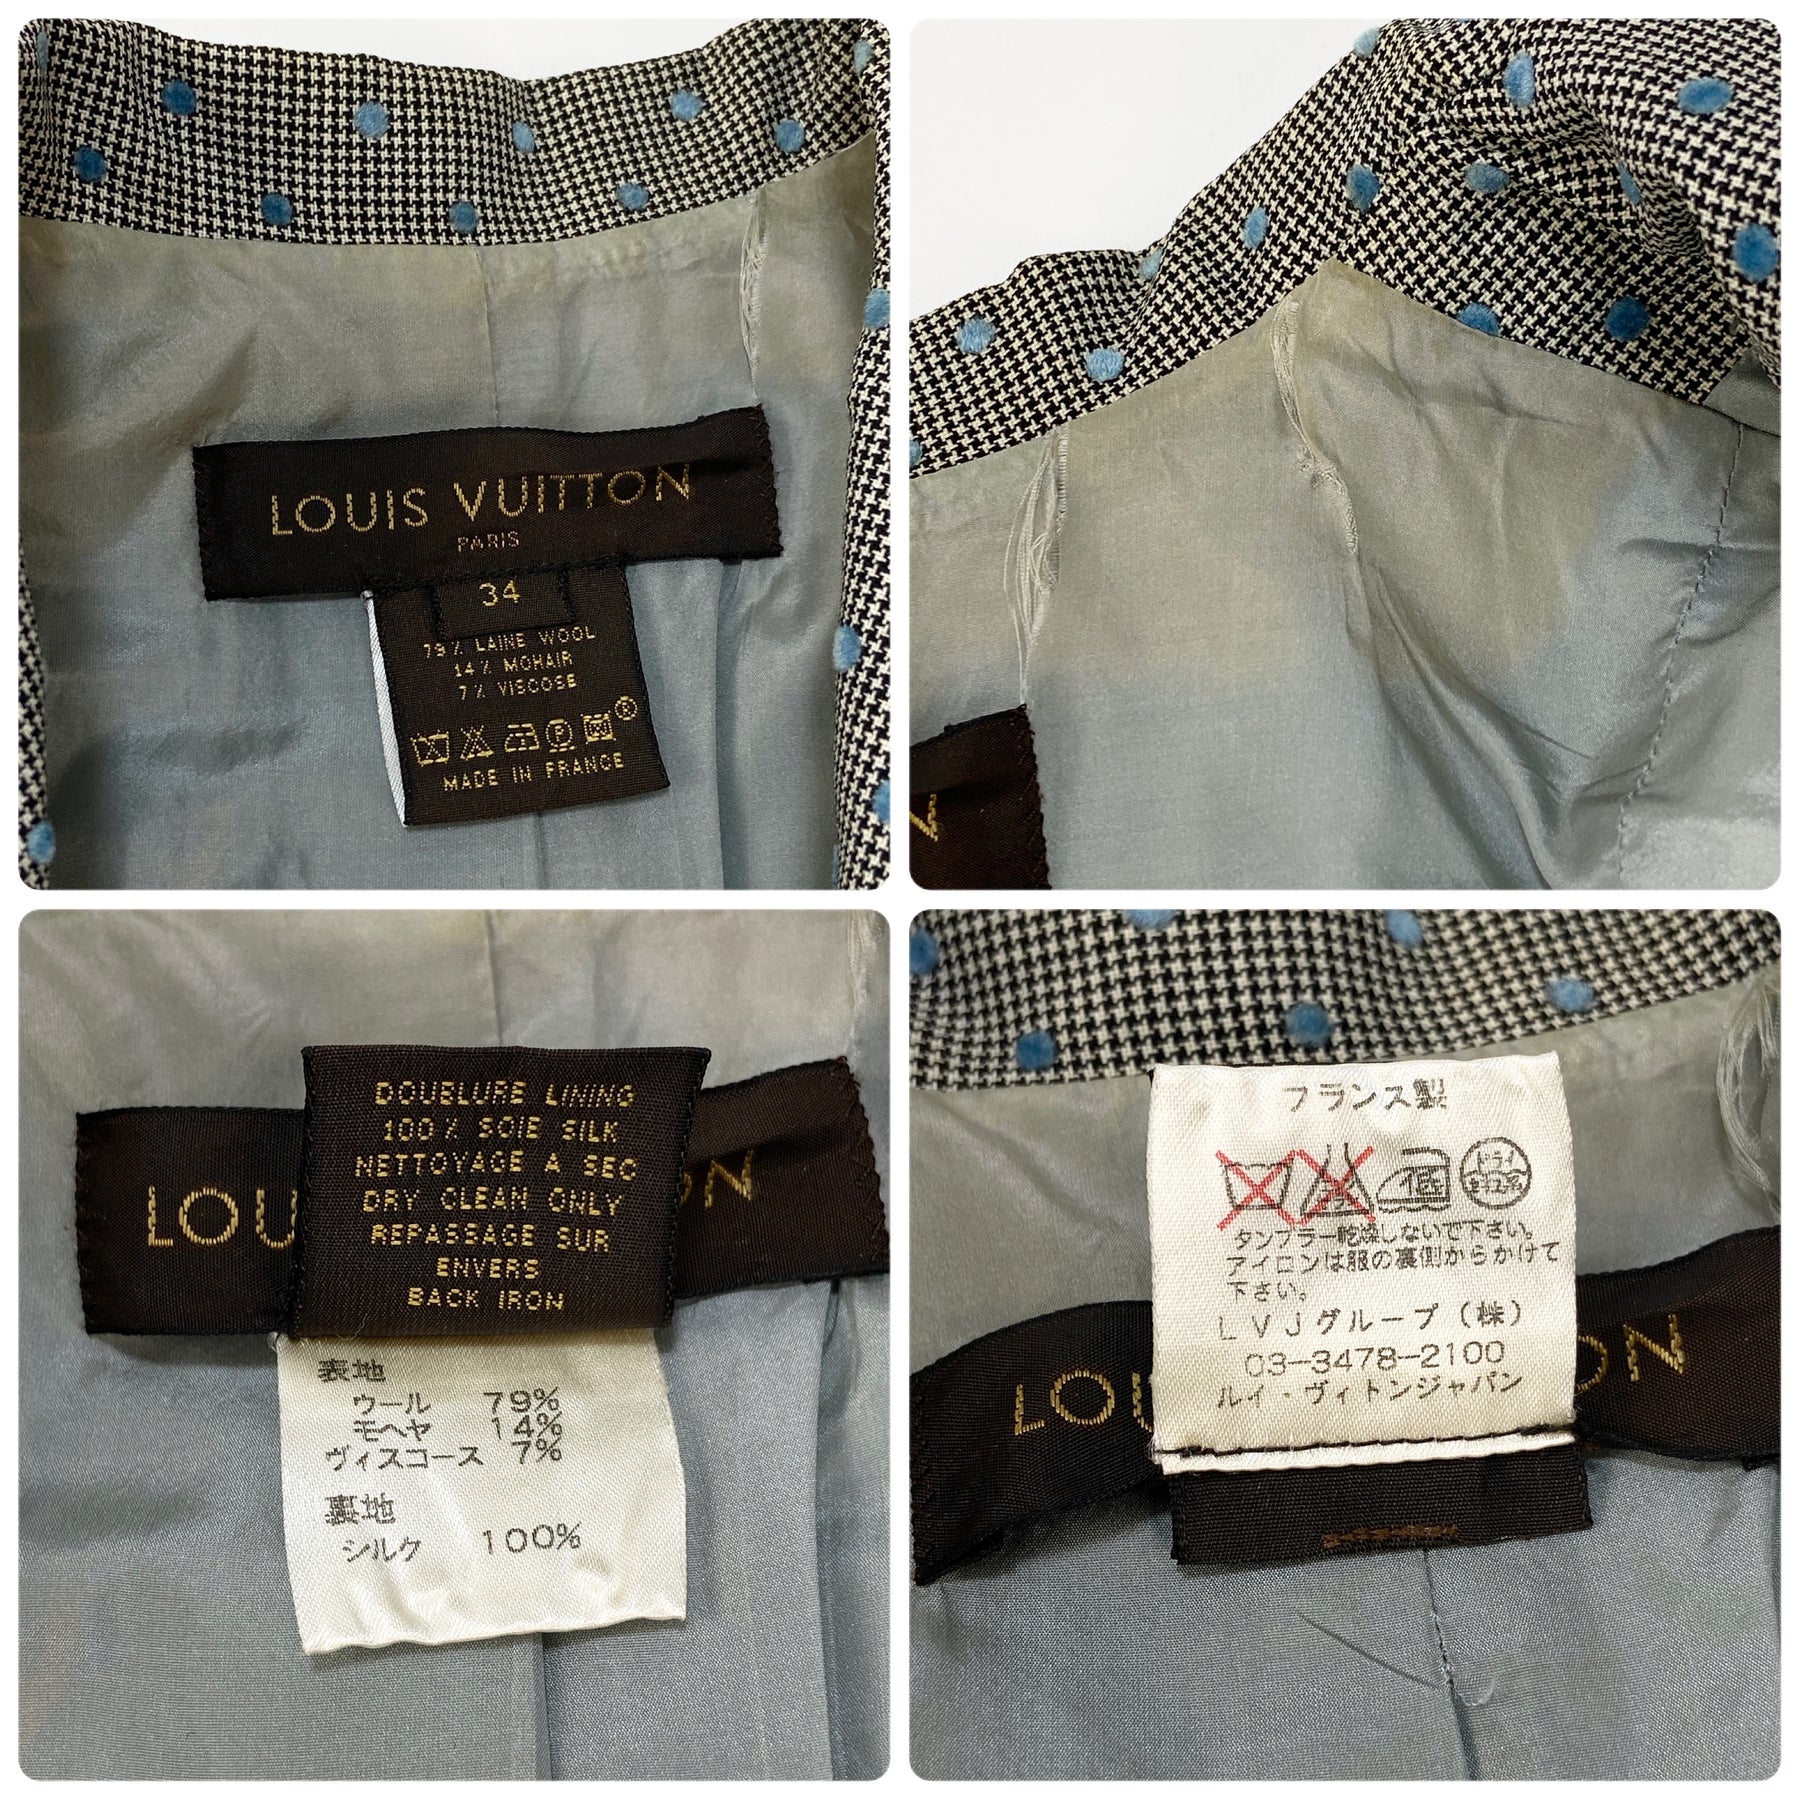 LOUIS VUITTON
PARIS
34
79% LAINE WOOL
14% MOHAIR
7% VISCOSE
MADE IN FRANCE
DOUBLURE LINING
100% SOIE SILK
NETTOYAGE A SEC
DRY CLEAN ONLY
REPASSAGE SUR
ENVERS
BACK IRON
LOU
ON
表地
ウール 79%
モヘヤ 14%
ヴィスコース 7%
裏地
シルク 100%
フランス製
低 ドライ
タンブラー乾燥しないで下さい。
アイロンは服の裏側からかけて
下さい。
LVJグループ(株)
03-3478-2100
ルイ・ヴィトンジャパン
LOU
ON